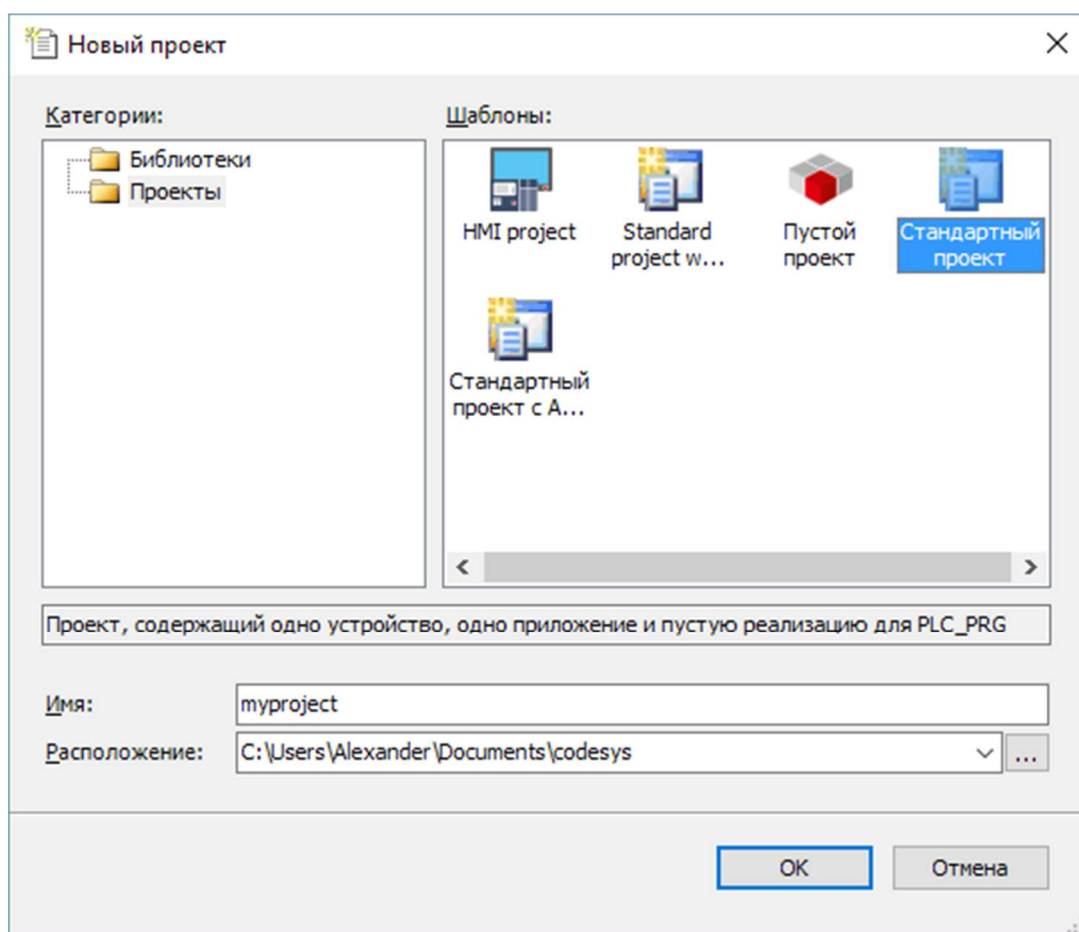 Новый проект
Категории:
Шаблоны:
Библиотеки
Проекты
HMI project
Standard
project w...
Пустой
проект
Стандартный
проект
Стандартный
проект с A...
Проект, содержащий одно устройство, одно приложение и пустую реализацию для PLC_PRG
Имя:
myproject
Расположение:
C:\Users\Alexander\Documents\codesys
...
OK
Отмена